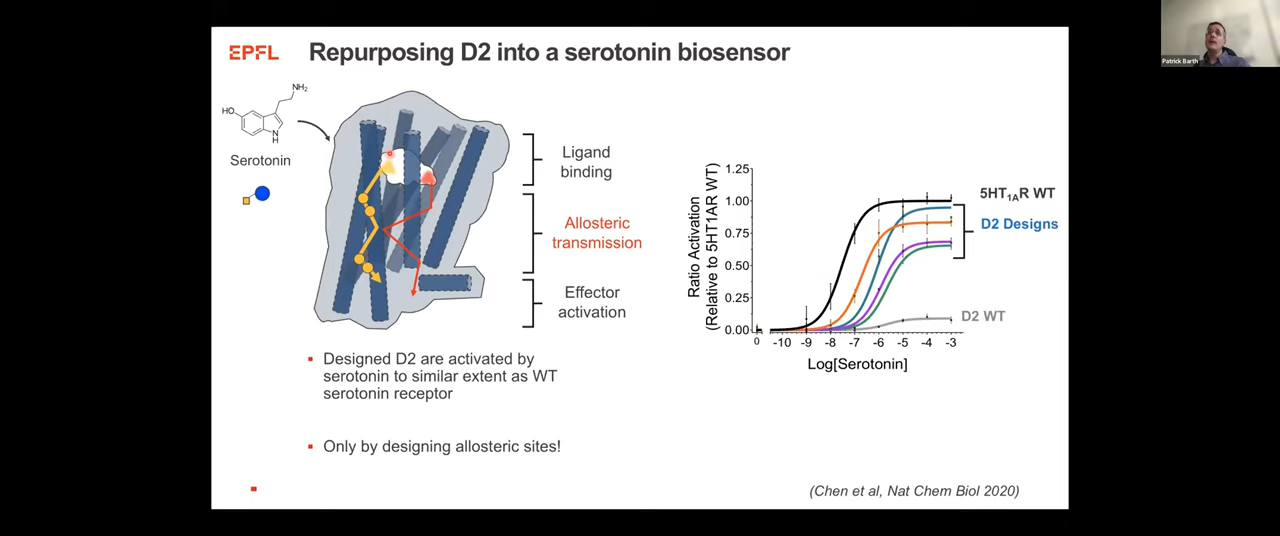 EPFL
Repurposing D2 into a serotonin biosensor
Patrick Barth
NH₂
HO
N
H
Serotonin
Ligand
binding
Allosteric
transmission
Effector
activation
Designed D2 are activated by
serotonin to similar extent as WT
serotonin receptor
Only by designing allosteric sites!
Ratio Activation
(Relative to 5HT1AR WT)
1.25
1.00
0.75
0.50
0.25
0.00
0 -10 -9 -8 -7 -6 -5 -4 -3
Log[Serotonin]
5HT₁ₐR WT
D2 Designs
D2 WT
(Chen et al, Nat Chem Biol 2020)